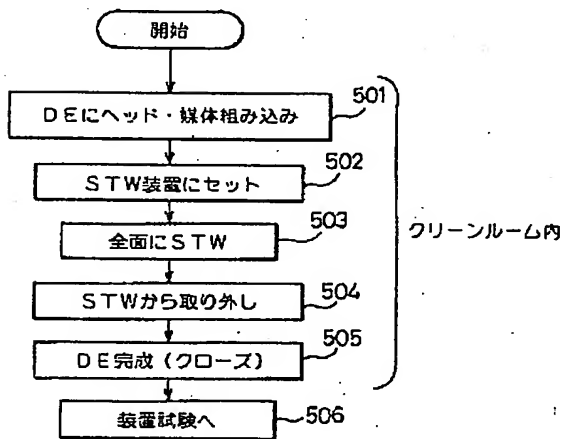 開始
DEにヘッド・媒体組み込み
501
STW装置にセット
502
全面にSTW
503
クリーンルーム内
STWから取り外し
504
DE完成(クローズ)
505
装置試験へ
506